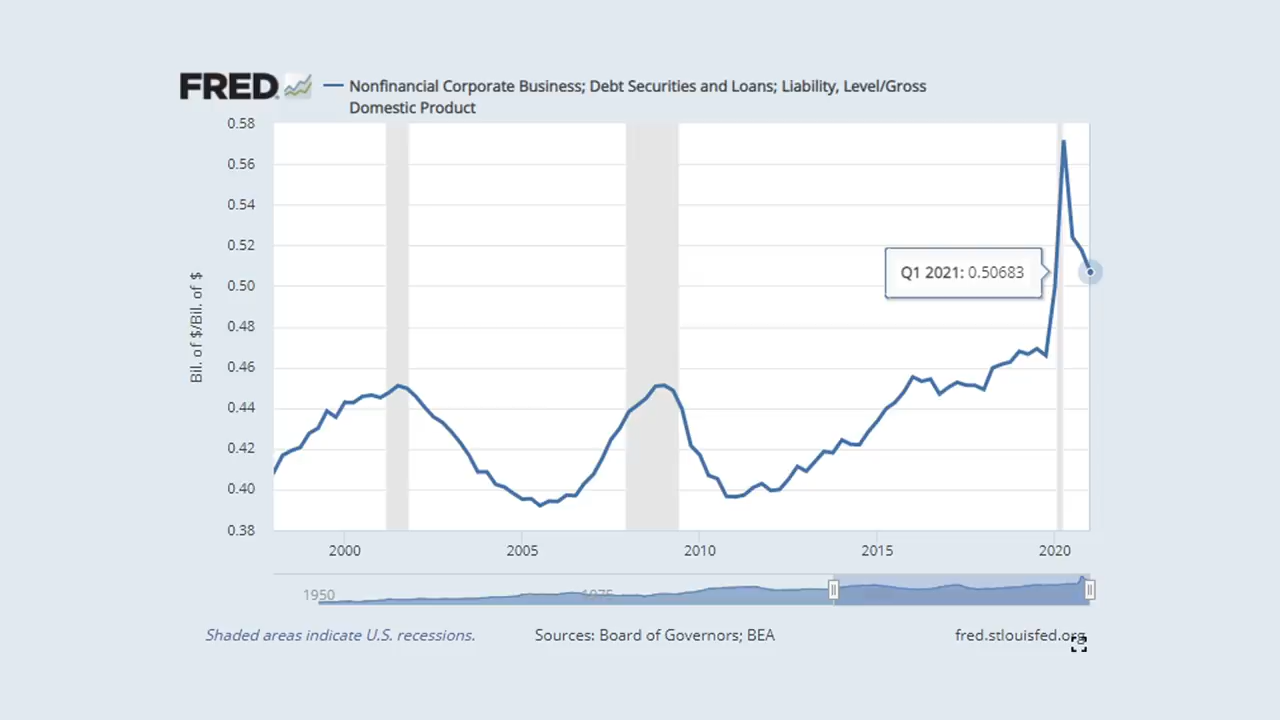 FRED
Nonfinancial Corporate Business; Debt Securities and Loans; Liability, Level/Gross
Domestic Product
0.58
0.56
0.54
0.52
0.50
0.48
0.46
0.44
0.42
0.40
0.38
Bil. of $/Bil. of $
Q1 2021: 0.50683
2000
2005
2010
2015
2020
1950
1975
Shaded areas indicate U.S. recessions.
Sources: Board of Governors; BEA
fred.stlouisfed.org